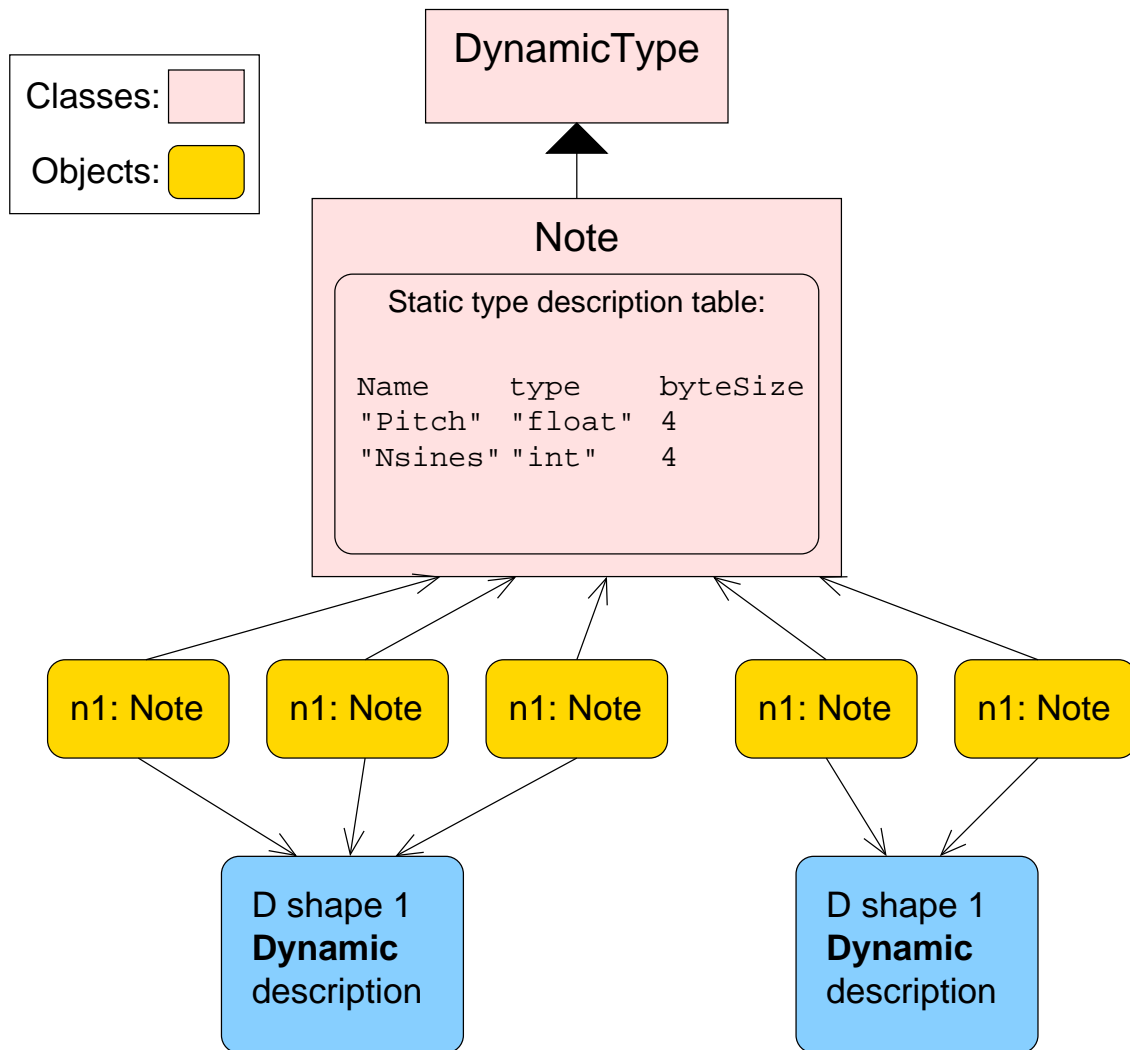 DynamicType
Classes:
Objects:
Note
Static type description table:
Name type byteSize
"Pitch" "float" 4
"Nsines" "int" 4
n1: Note n1: Note n1: Note n1: Note n1: Note
D shape 1
Dynamic
description
D shape 1
Dynamic
description